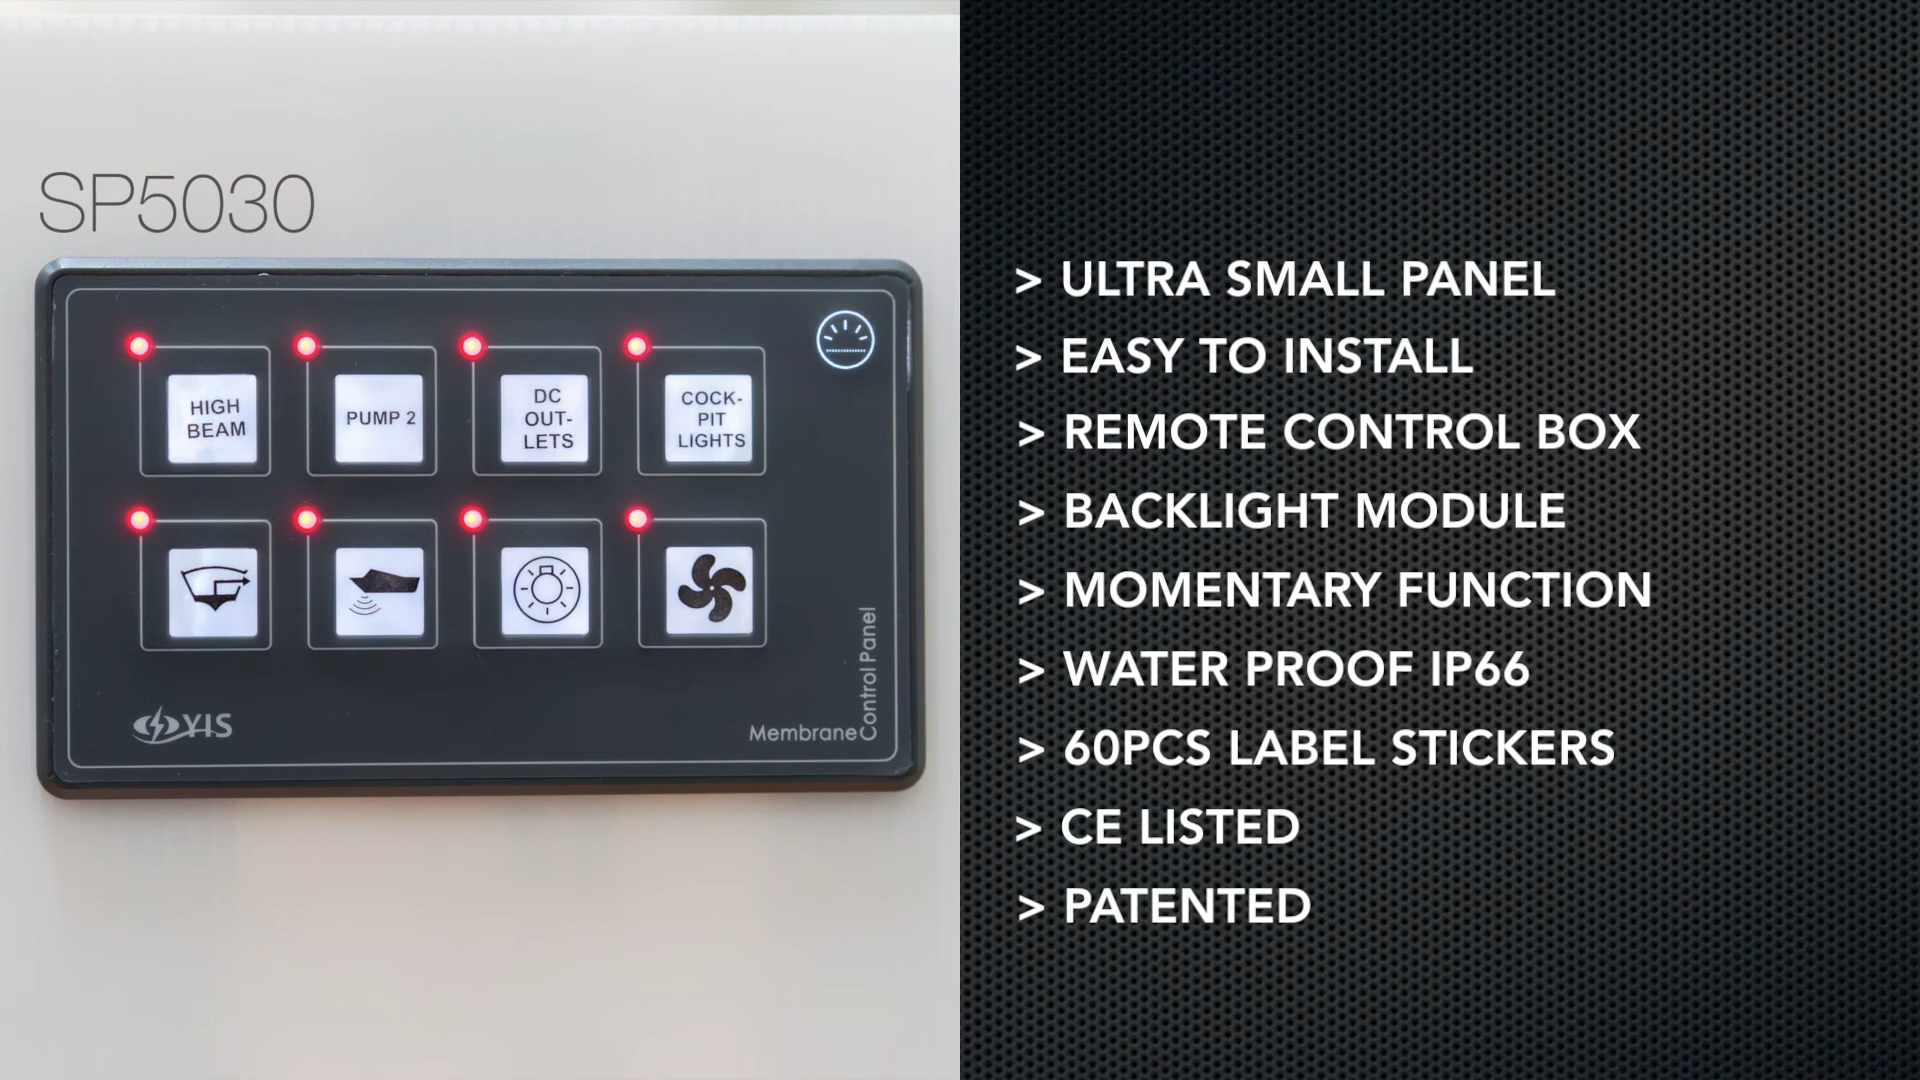 SP5030
HIGH
BEAM
PUMP 2
DC
OUT-
LETS
COCK-
PIT
LIGHTS
YIS
Membrane
Control Panel
> ULTRA SMALL PANEL
> EASY TO INSTALL
> REMOTE CONTROL BOX
> BACKLIGHT MODULE
> MOMENTARY FUNCTION
> WATER PROOF IP66
> 60PCS LABEL STICKERS
> CE LISTED
> PATENTED